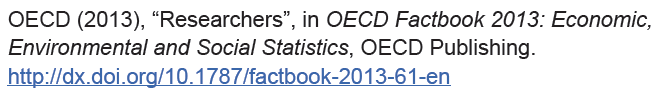 OECD (2013), “Researchers”, in OECD Factbook 2013: Economic,
Environmental and Social Statistics, OECD Publishing.
http://dx.doi.org/10.1787/factbook-2013-61-en